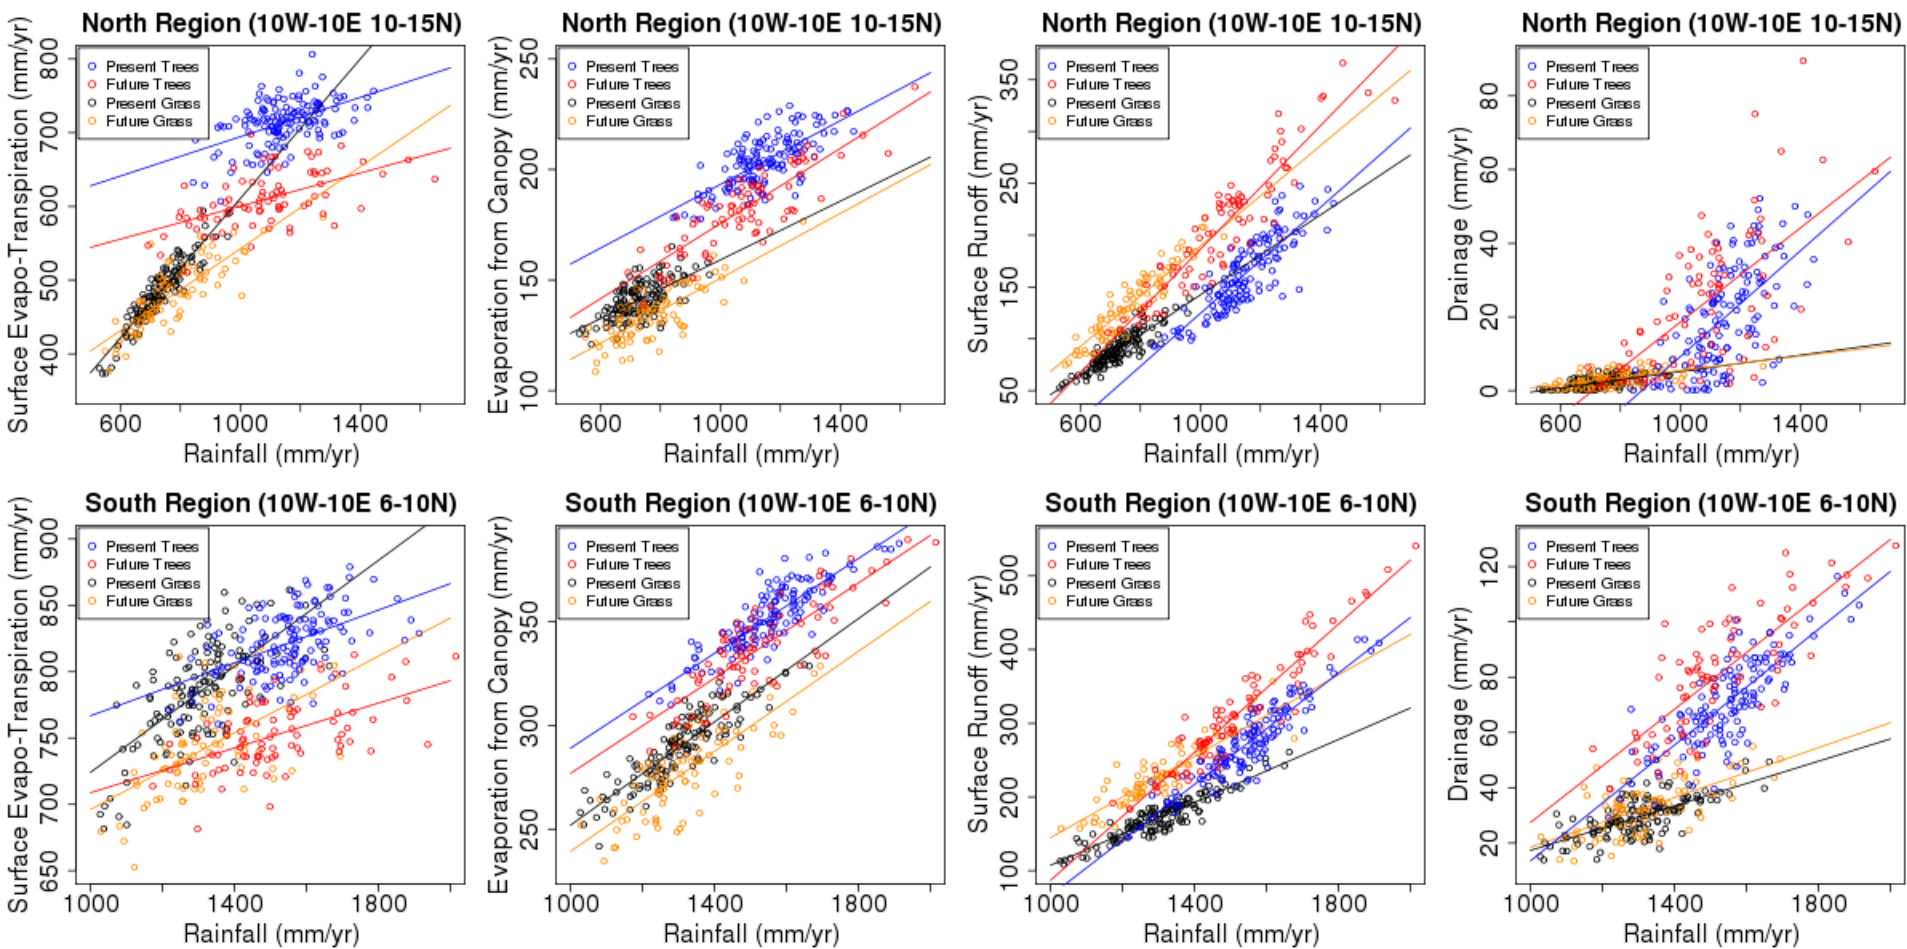 North Region (10W-10E 10-15N)
Surface Evapo-Transpiration (mm/yr)
800
700
600
500
400
Present Trees
Future Trees
Present Grass
Future Grass
600
1000
1400
Rainfall (mm/yr)
North Region (10W-10E 10-15N)
Evaporation from Canopy (mm/yr)
250
200
150
100
Present Trees
Future Trees
Present Grass
Future Grass
600
1000
1400
Rainfall (mm/yr)
North Region (10W-10E 10-15N)
Surface Runoff (mm/yr)
350
250
150
50
Present Trees
Future Trees
Present Grass
Future Grass
600
1000
1400
Rainfall (mm/yr)
North Region (10W-10E 10-15N)
Drainage (mm/yr)
80
60
40
20
0
Present Trees
Future Trees
Present Grass
Future Grass
600
1000
1400
Rainfall (mm/yr)
South Region (10W-10E 6-10N)
Surface Evapo-Transpiration (mm/yr)
900
850
800
750
700
650
Present Trees
Future Trees
Present Grass
Future Grass
1000
1400
1800
Rainfall (mm/yr)
South Region (10W-10E 6-10N)
Evaporation from Canopy (mm/yr)
350
300
250
Present Trees
Future Trees
Present Grass
Future Grass
1000
1400
1800
Rainfall (mm/yr)
South Region (10W-10E 6-10N)
Surface Runoff (mm/yr)
500
400
300
200
100
Present Trees
Future Trees
Present Grass
Future Grass
1000
1400
1800
Rainfall (mm/yr)
South Region (10W-10E 6-10N)
Drainage (mm/yr)
120
80
60
40
20
Present Trees
Future Trees
Present Grass
Future Grass
1000
1400
1800
Rainfall (mm/yr)